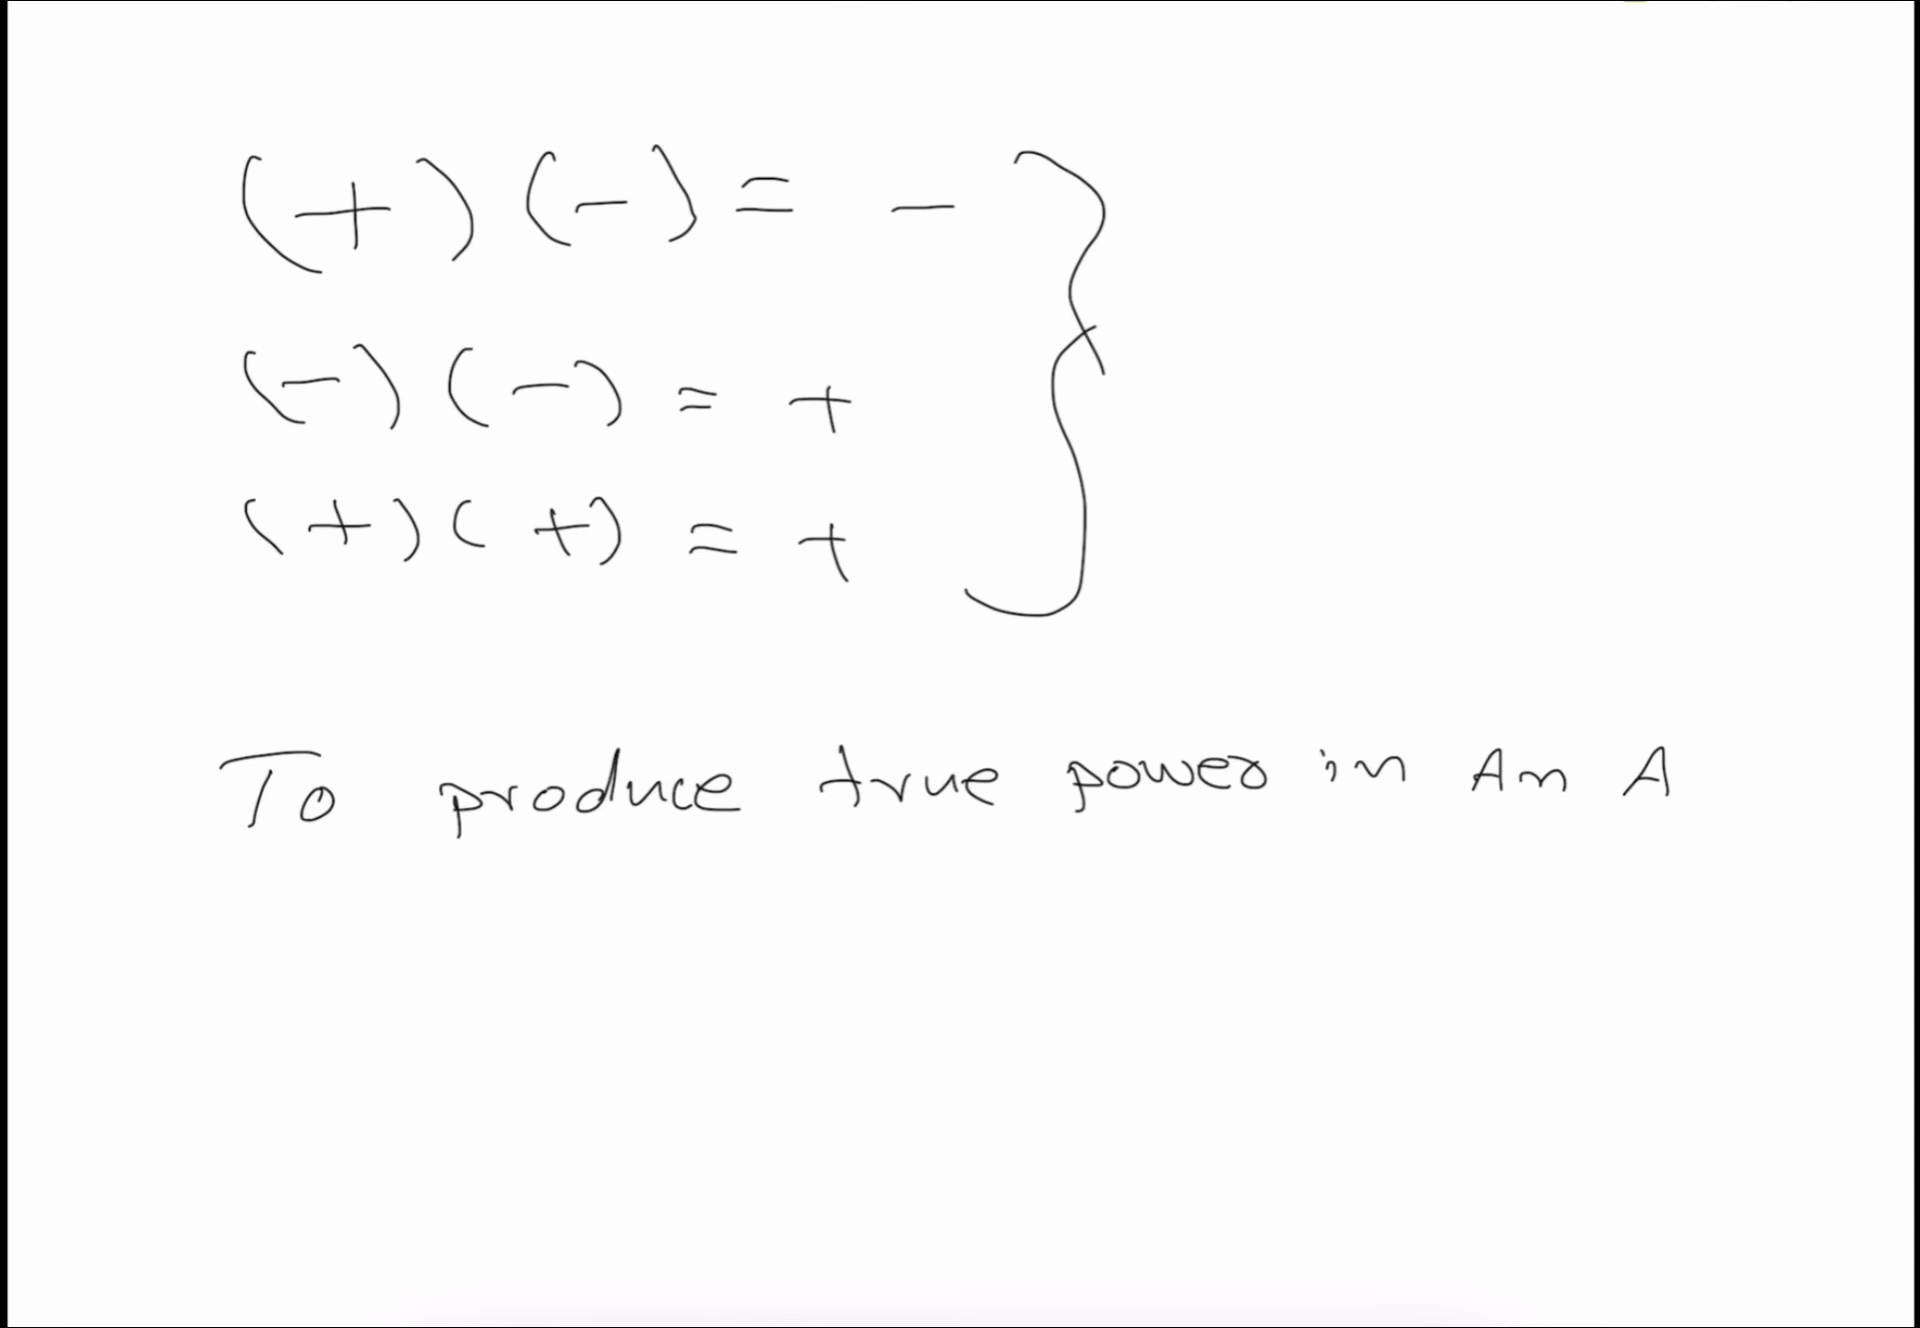 (+) (-) = -
(-) (-) = +
(+) (+) = +
To produce true power in An A